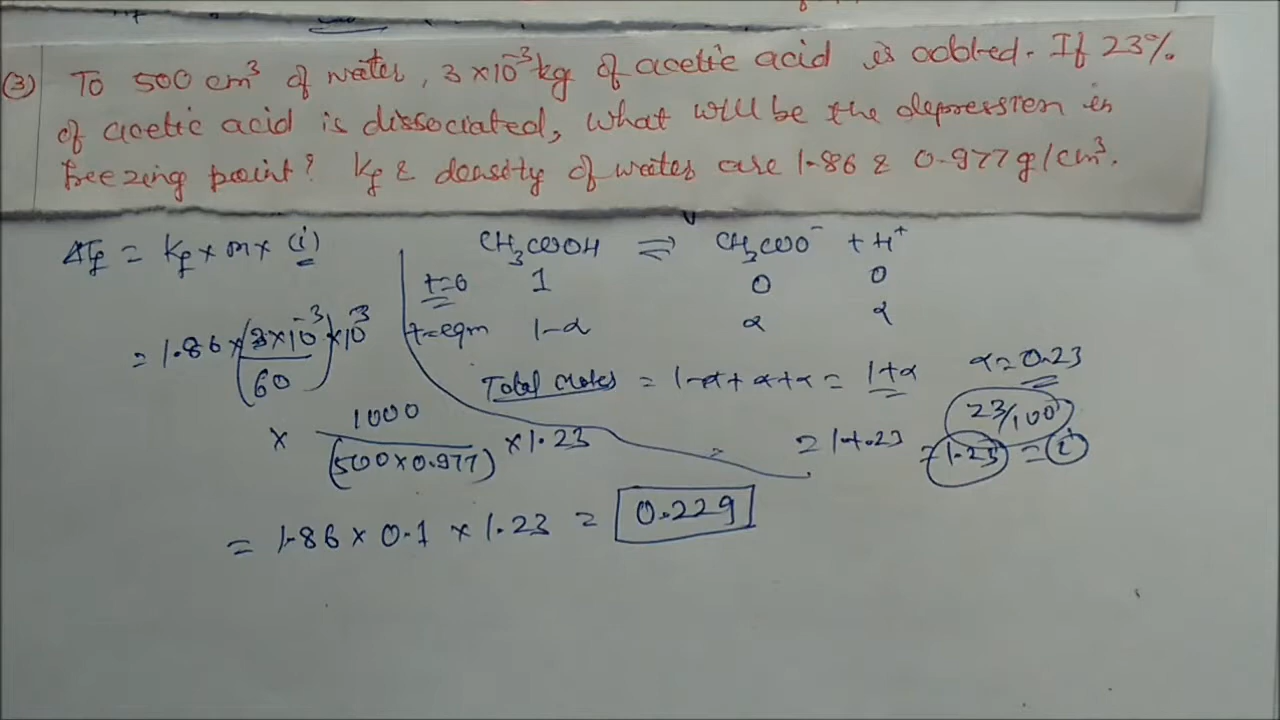 (3) To 500 cm³ of water, 3 × 10⁻³ kg of acetic acid is added. If 23%
of acetic acid is dissociated, what will be the depression in
freezing point? Kf & density of water are 1.86 & 0.977 g/cm³.
ΔTf = Kf × m × (i)
= 1.86 × (3×10⁻³/60) × 10³
× 1000/(500×0.977) × 1.23
= 1.86 × 0.1 × 1.23 = 0.229
CH₃COOH ⇌ CH₃COO⁻ + H⁺
t=0 1 0 0
t=eqm 1-α α α
Total moles = 1-α+α+α = 1+α
α=0.23
23/100
= 1+.23 = 1.23 = i